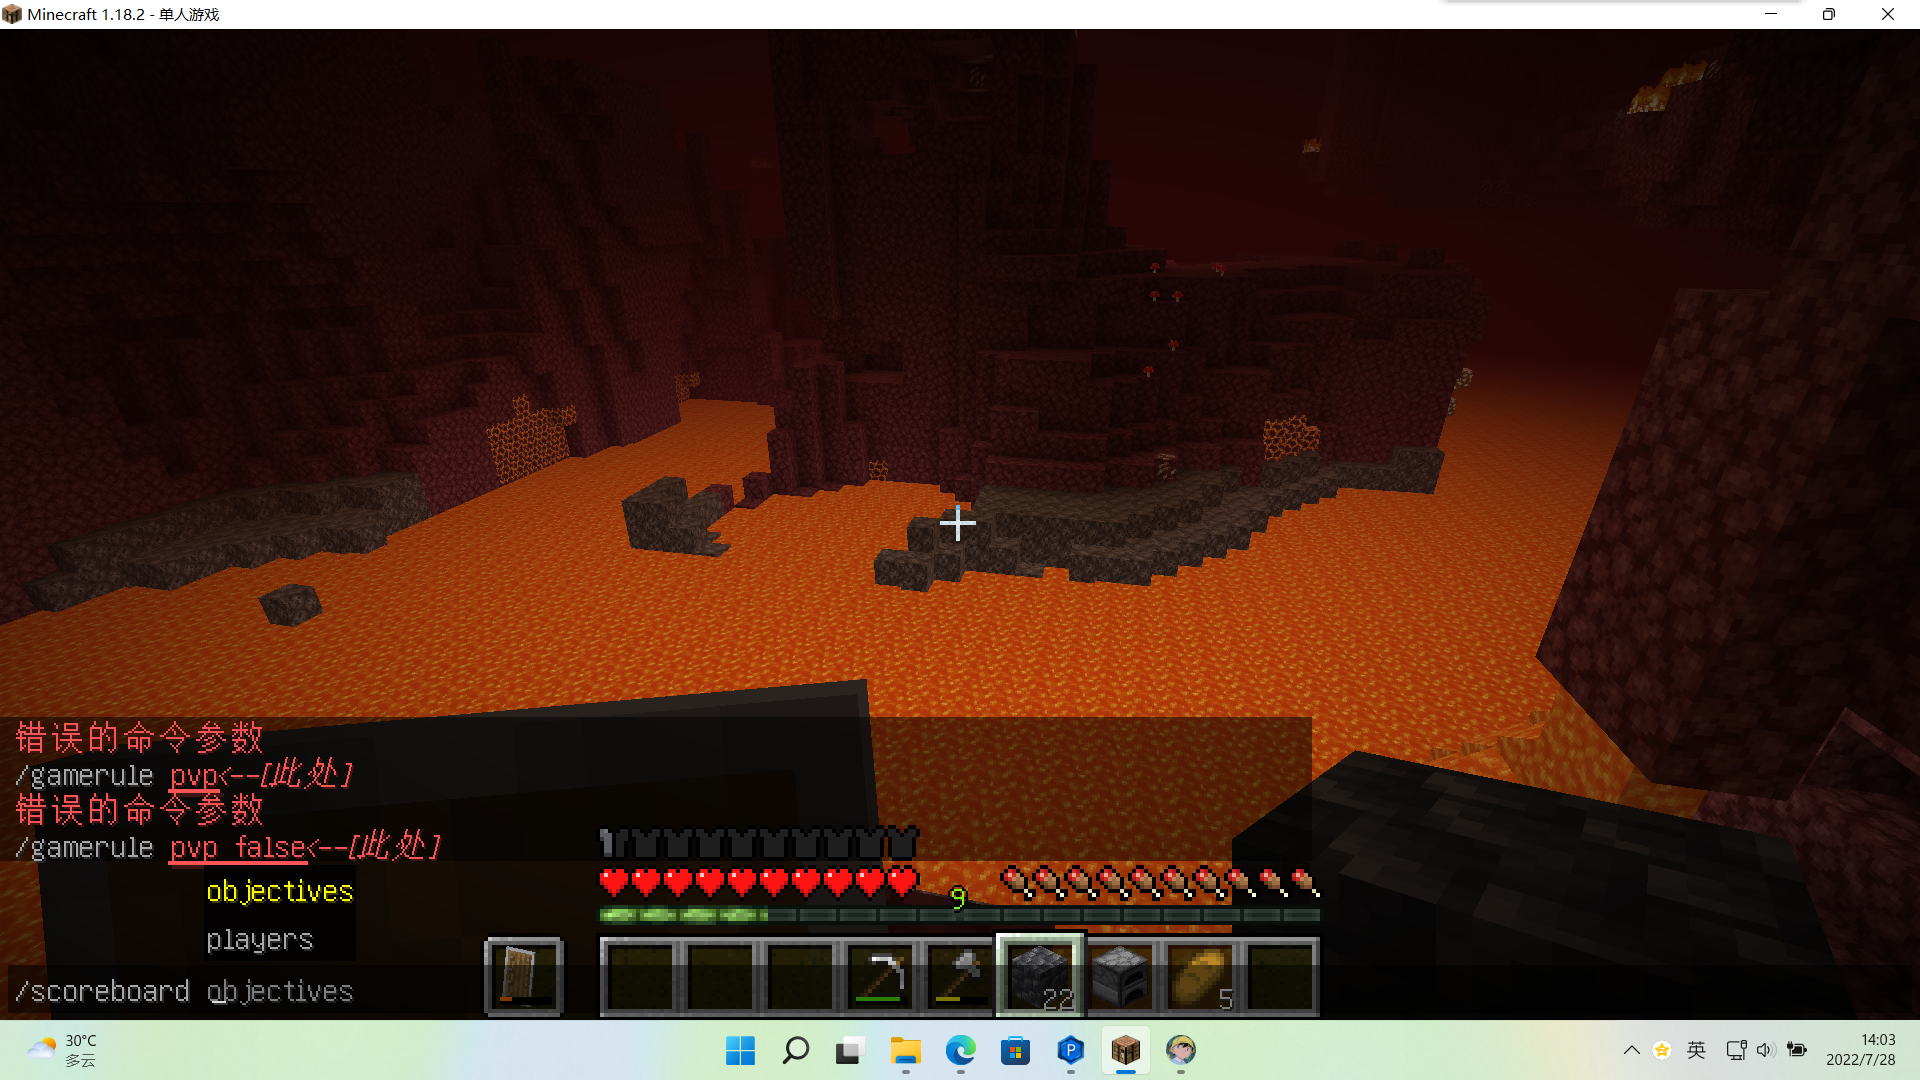 Minecraft 1.18.2 - 单人游戏
错误的命令参数
/gamerule pvp<--[此处]
错误的命令参数
/gamerule pvp false<--[此处]
objectives
players
/scoreboard objectives
9
22
5
30°C
多云
英
14:03
2022/7/28